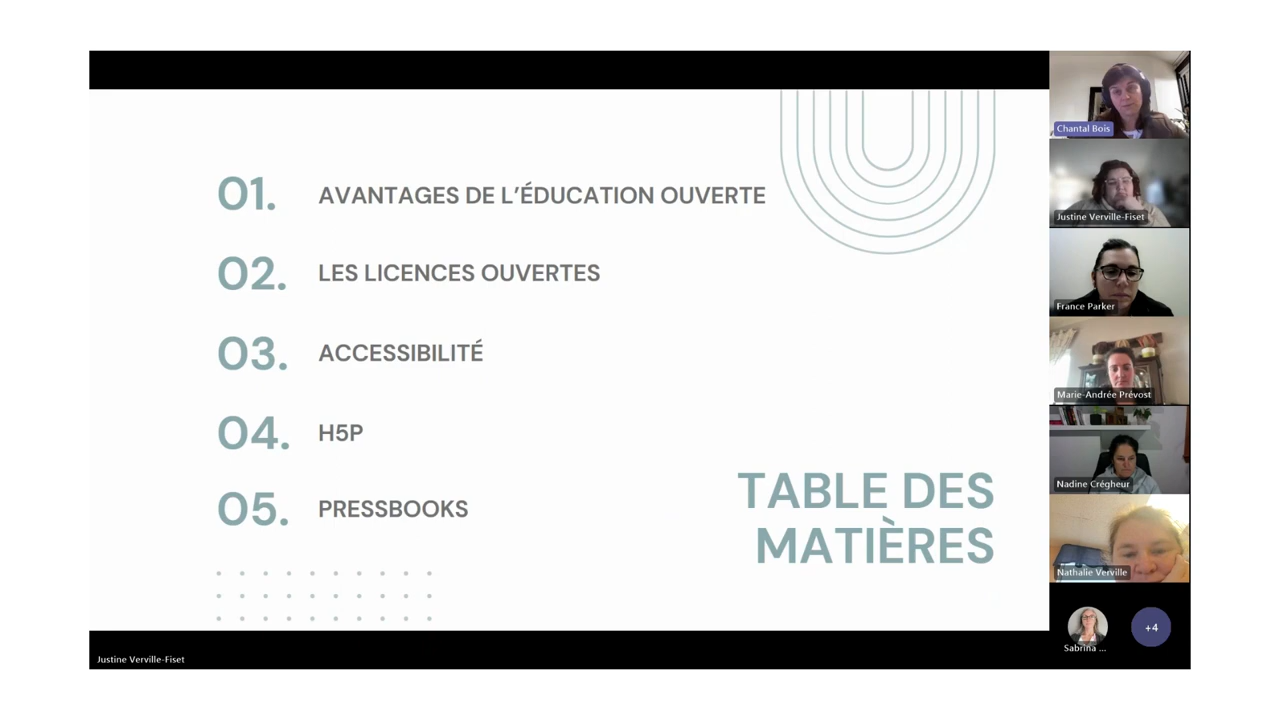 01. AVANTAGES DE L’ÉDUCATION OUVERTE
02. LES LICENCES OUVERTES
03. ACCESSIBILITÉ
04. H5P
05. PRESSBOOKS
TABLE DES
MATIÈRES
Justine Verville-Fiset
Chantal Bois
Justine Verville-Fiset
France Parker
Marie-Andrée Prévost
Nadine Crégheur
Nathalie Verville
Sabrina ...
+4